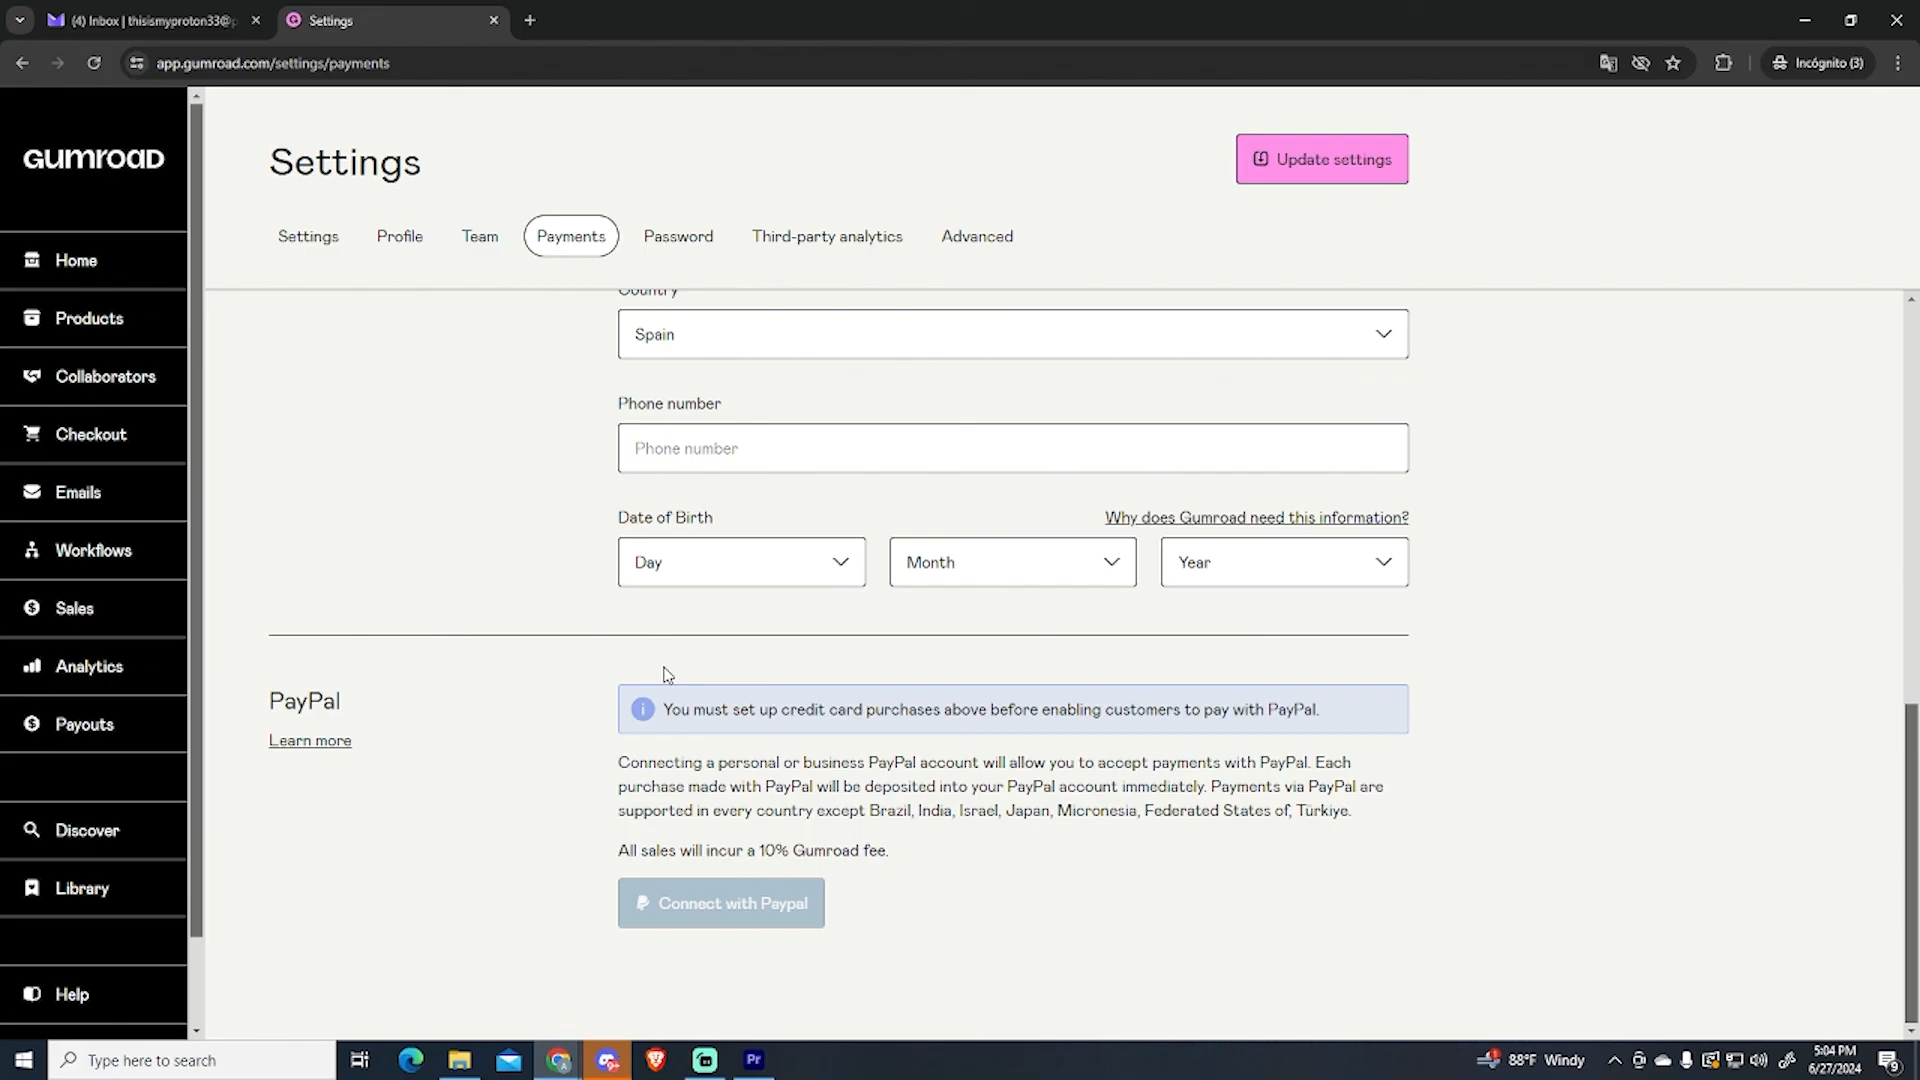 (4) Inbox | thisismyproton33@p
Settings
app.gumroad.com/settings/payments
Incógnito (3)
GUMROAD
Home
Products
Collaborators
Checkout
Emails
Workflows
Sales
Analytics
Payouts
Discover
Library
Help
Settings
Update settings
Settings
Profile
Team
Payments
Password
Third-party analytics
Advanced
Country
Spain
Phone number
Phone number
Date of Birth
Why does Gumroad need this information?
Day
Month
Year
PayPal
Learn more
You must set up credit card purchases above before enabling customers to pay with PayPal.
Connecting a personal or business PayPal account will allow you to accept payments with PayPal. Each
purchase made with PayPal will be deposited into your PayPal account immediately. Payments via PayPal are
supported in every country except Brazil, India, Israel, Japan, Micronesia, Federated States of, Türkiye.
All sales will incur a 10% Gumroad fee.
Connect with Paypal
Type here to search
Pr
88°F Windy
5:04 PM
6/27/2024
9